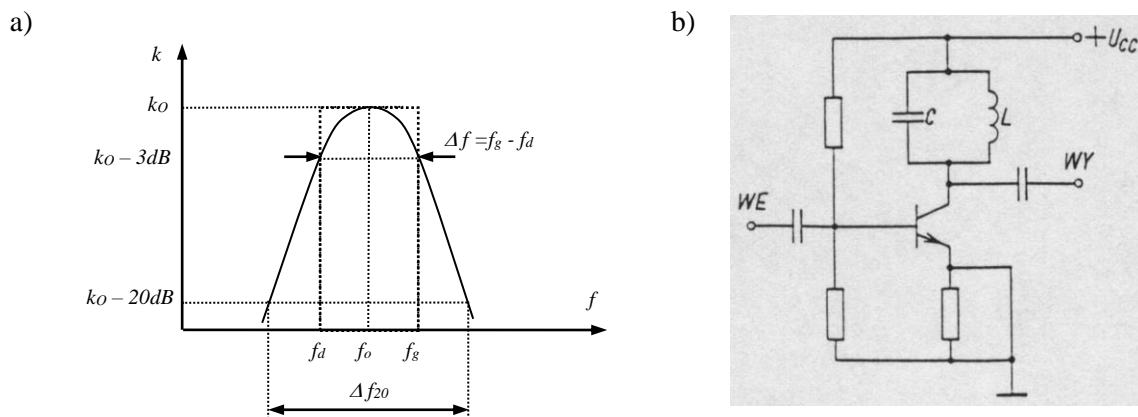 a)
k
ko
ko – 3dB
Δf =fg - fd
ko – 20dB
f
fd
fo
fg
Δf20
b)
+UCC
C
L
WY
WE